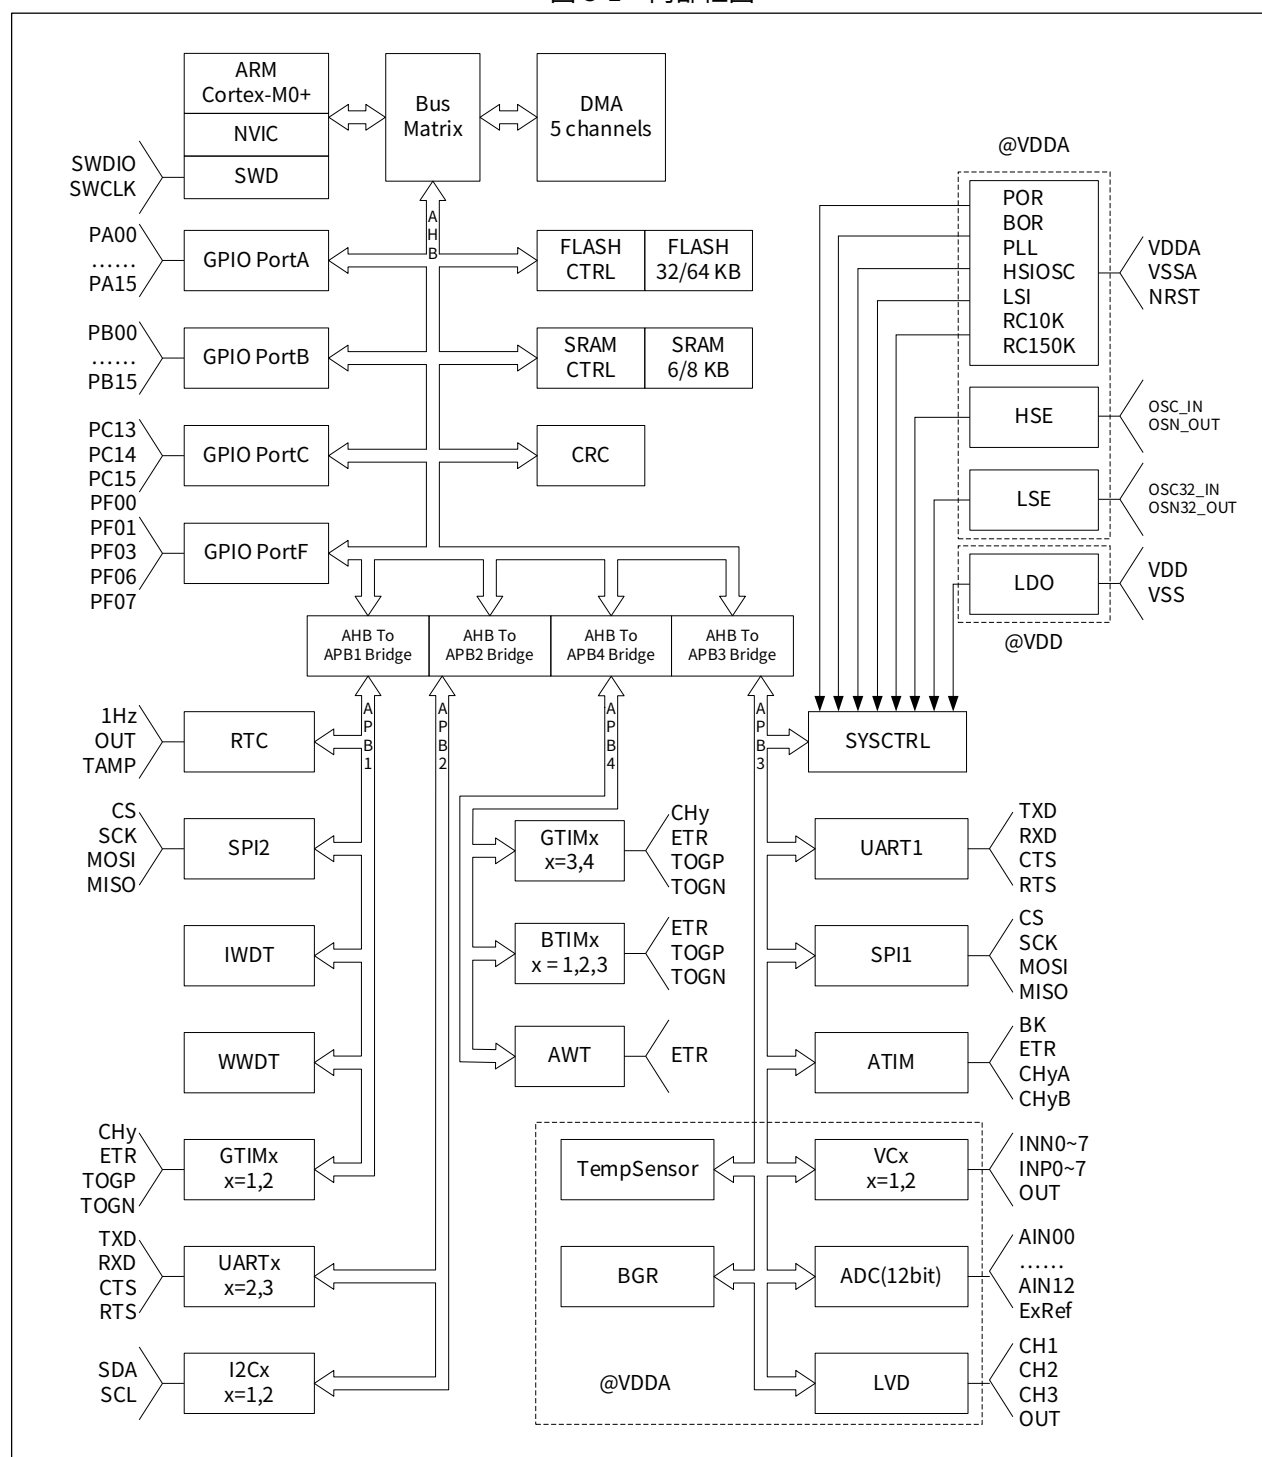 ARM
Cortex-M0+
NVIC
SWD
Bus
Matrix
DMA
5 channels
SWDIO
SWCLK
AHB
PA00
......
PA15
GPIO PortA
FLASH
CTRL
FLASH
32/64 KB
PB00
......
PB15
GPIO PortB
SRAM
CTRL
SRAM
6/8 KB
PC13
PC14
PC15
GPIO PortC
CRC
PF00
PF01
PF03
PF06
PF07
GPIO PortF
@VDDA
POR
BOR
PLL
HSIOSC
LSI
RC10K
RC150K
VDDA
VSSA
NRST
HSE
OSC_IN
OSN_OUT
LSE
OSC32_IN
OSN32_OUT
LDO
VDD
VSS
@VDD
AHB To
APB1 Bridge
AHB To
APB2 Bridge
AHB To
APB4 Bridge
AHB To
APB3 Bridge
APB1
APB2
APB4
APB3
1Hz
OUT
TAMP
RTC
SYSCTRL
CS
SCK
MOSI
MISO
SPI2
GTIMx
x=3,4
CHy
ETR
TOGP
TOGN
UART1
TXD
RXD
CTS
RTS
IWDT
BTIMx
x = 1,2,3
ETR
TOGP
TOGN
SPI1
CS
SCK
MOSI
MISO
WWDT
AWT
ETR
ATIM
BK
ETR
CHyA
CHyB
CHy
ETR
TOGP
TOGN
GTIMx
x=1,2
TempSensor
VCx
x=1,2
INN0~7
INP0~7
OUT
TXD
RXD
CTS
RTS
UARTx
x=2,3
BGR
ADC(12bit)
AIN00
......
AIN12
ExRef
SDA
SCL
I2Cx
x=1,2
@VDDA
LVD
CH1
CH2
CH3
OUT